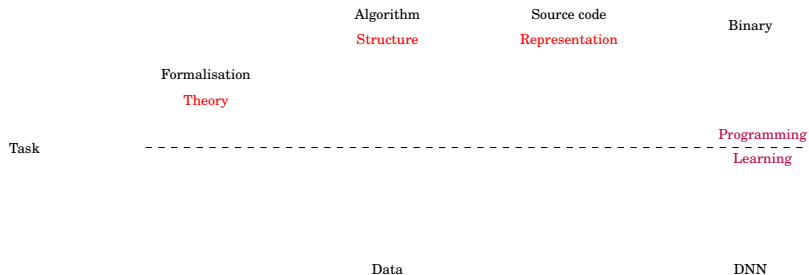 Algorithm
Structure
Source code
Representation
Binary
Formalisation
Theory
Task
Programming
Learning
Data
DNN